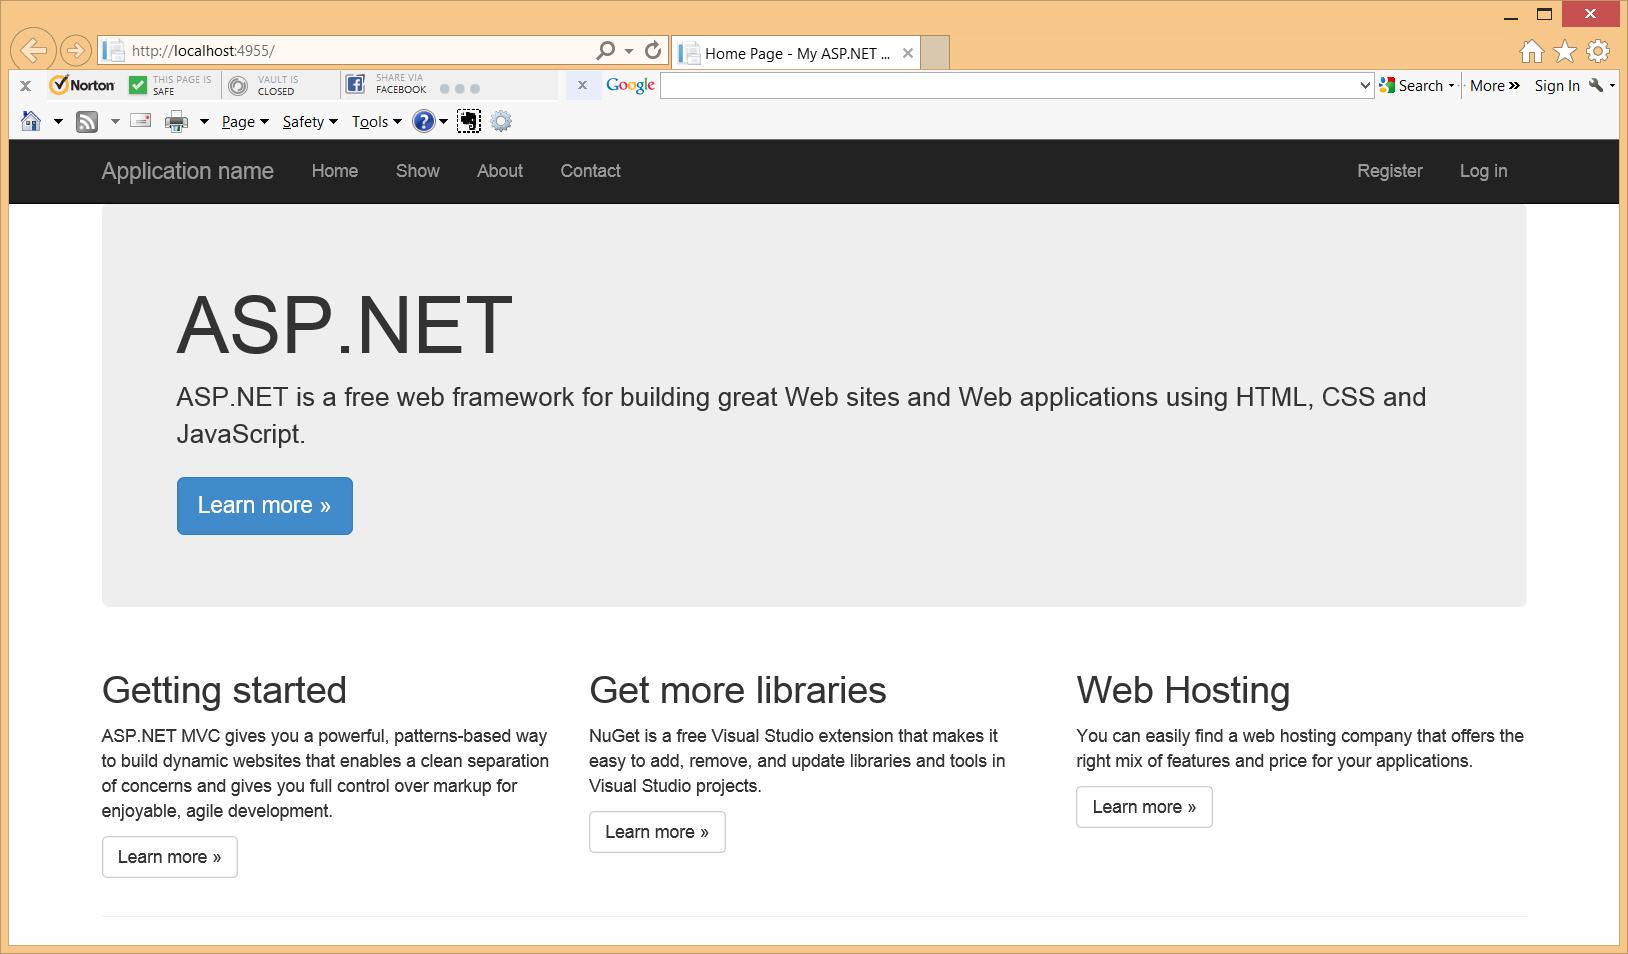 http://localhost:4955/
Home Page - My ASP.NET ...
Norton
THIS PAGE IS
SAFE
VAULT IS
CLOSED
SHARE VIA
FACEBOOK
Google
Search
More »
Sign In
Page
Safety
Tools
Application name
Home
Show
About
Contact
Register
Log in
ASP.NET
ASP.NET is a free web framework for building great Web sites and Web applications using HTML, CSS and
JavaScript.
Learn more »
Getting started
ASP.NET MVC gives you a powerful, patterns-based way
to build dynamic websites that enables a clean separation
of concerns and gives you full control over markup for
enjoyable, agile development.
Learn more »
Get more libraries
NuGet is a free Visual Studio extension that makes it
easy to add, remove, and update libraries and tools in
Visual Studio projects.
Learn more »
Web Hosting
You can easily find a web hosting company that offers the
right mix of features and price for your applications.
Learn more »